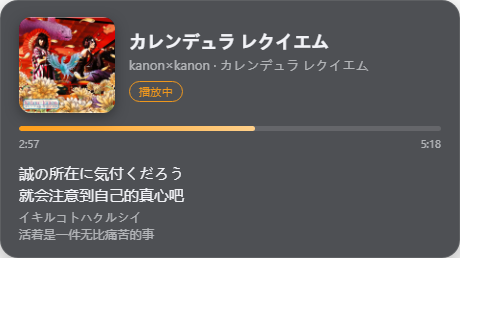 カレンデュラ レクイエム
kanon×kanon · カレンデュラ レクイエム
播放中
2:57
5:18
誠の所在に気付くだろう
就会注意到自己的真心吧
イキルコトハクルシイ
活着是一件无比痛苦的事